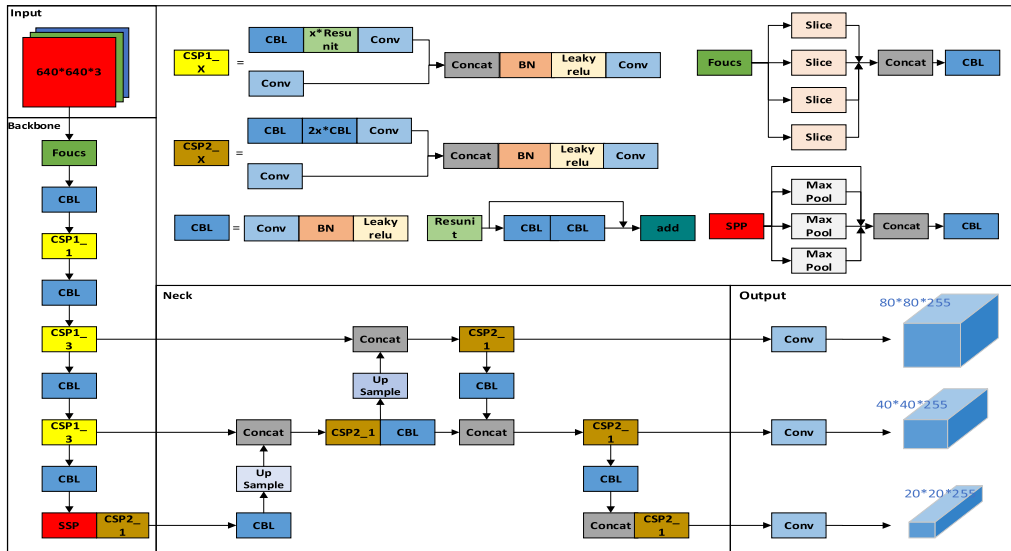 Input
640*640*3
Backbone
Foucs
CBL
CSP1_
1
CBL
CSP1_
3
CBL
CSP1_
3
CBL
SSP
CSP2_
1
CSP1_
X
=
CBL
x*Resu
nit
Conv
Conv
Concat
BN
Leaky
relu
Conv
CSP2_
X
=
CBL
2x*CBL
Conv
Conv
Concat
BN
Leaky
relu
Conv
CBL
=
Conv
BN
Leaky
relu
Resuni
t
CBL
CBL
add
Foucs
Slice
Slice
Slice
Slice
Concat
CBL
SPP
Max
Pool
Max
Pool
Max
Pool
Concat
CBL
Neck
Concat
Up
Sample
CBL
Concat
Up
Sample
CSP2_1
CBL
CSP2_
1
CBL
Concat
CSP2_
1
CBL
Concat
CSP2_
1
Output
Conv
80*80*255
Conv
40*40*255
Conv
20*20*255